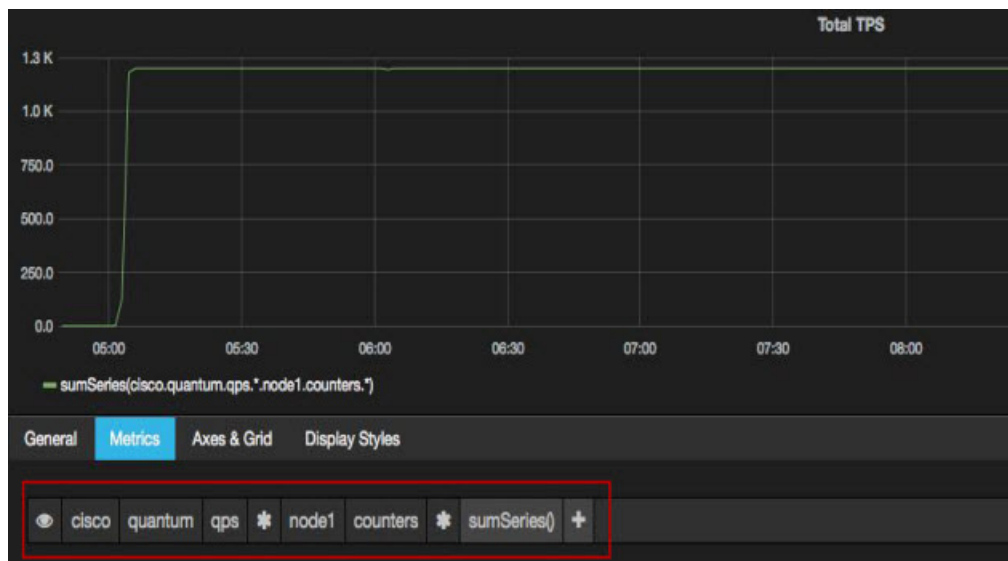 Total TPS
1.3 K
1.0 K
750.0
500.0
250.0
0.0
05:00 05:30 06:00 06:30 07:00 07:30 08:00
sumSeries(cisco.quantum.qps.*.node1.counters.*)
General Metrics Axes & Grid Display Styles
cisco quantum qps * node1 counters * sumSeries() +